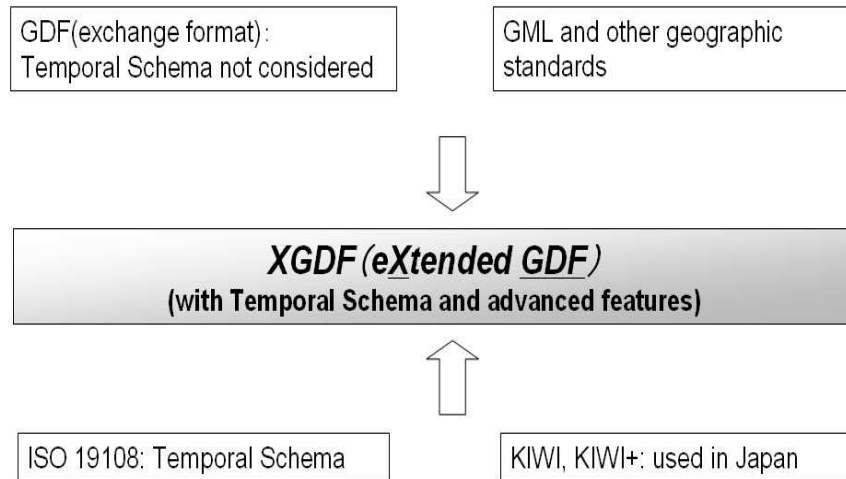 GDF(exchange format):
Temporal Schema not considered
GML and other geographic
standards
XGDF(eXtended GDF)
(with Temporal Schema and advanced features)
ISO 19108: Temporal Schema
KIWI, KIWI+: used in Japan